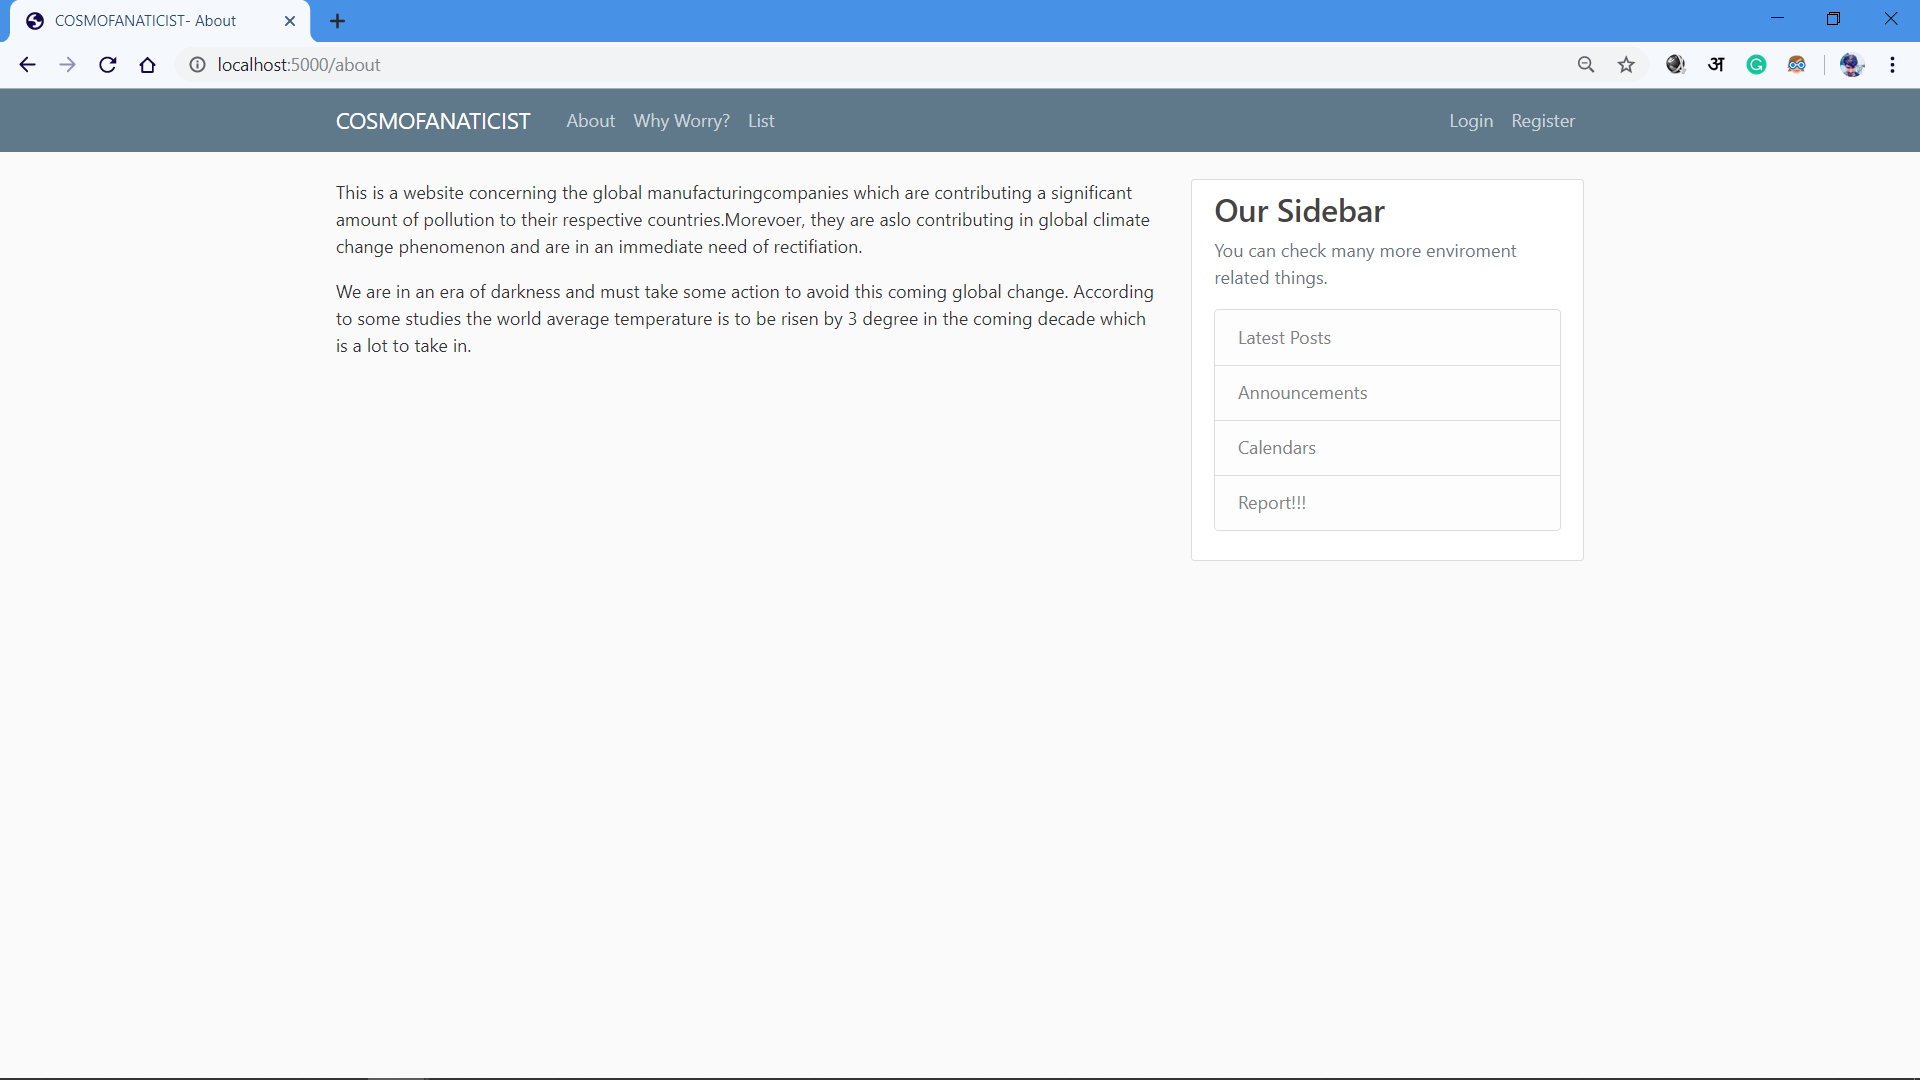 COSMOFANATICIST- About
localhost:5000/about
अ
COSMOFANATICIST About Why Worry? List Login Register
This is a website concerning the global manufacturingcompanies which are contributing a significant
amount of pollution to their respective countries.Morevoer, they are aslo contributing in global climate
change phenomenon and are in an immediate need of rectifiation.
We are in an era of darkness and must take some action to avoid this coming global change. According
to some studies the world average temperature is to be risen by 3 degree in the coming decade which
is a lot to take in.
Our Sidebar
You can check many more enviroment
related things.
Latest Posts
Announcements
Calendars
Report!!!